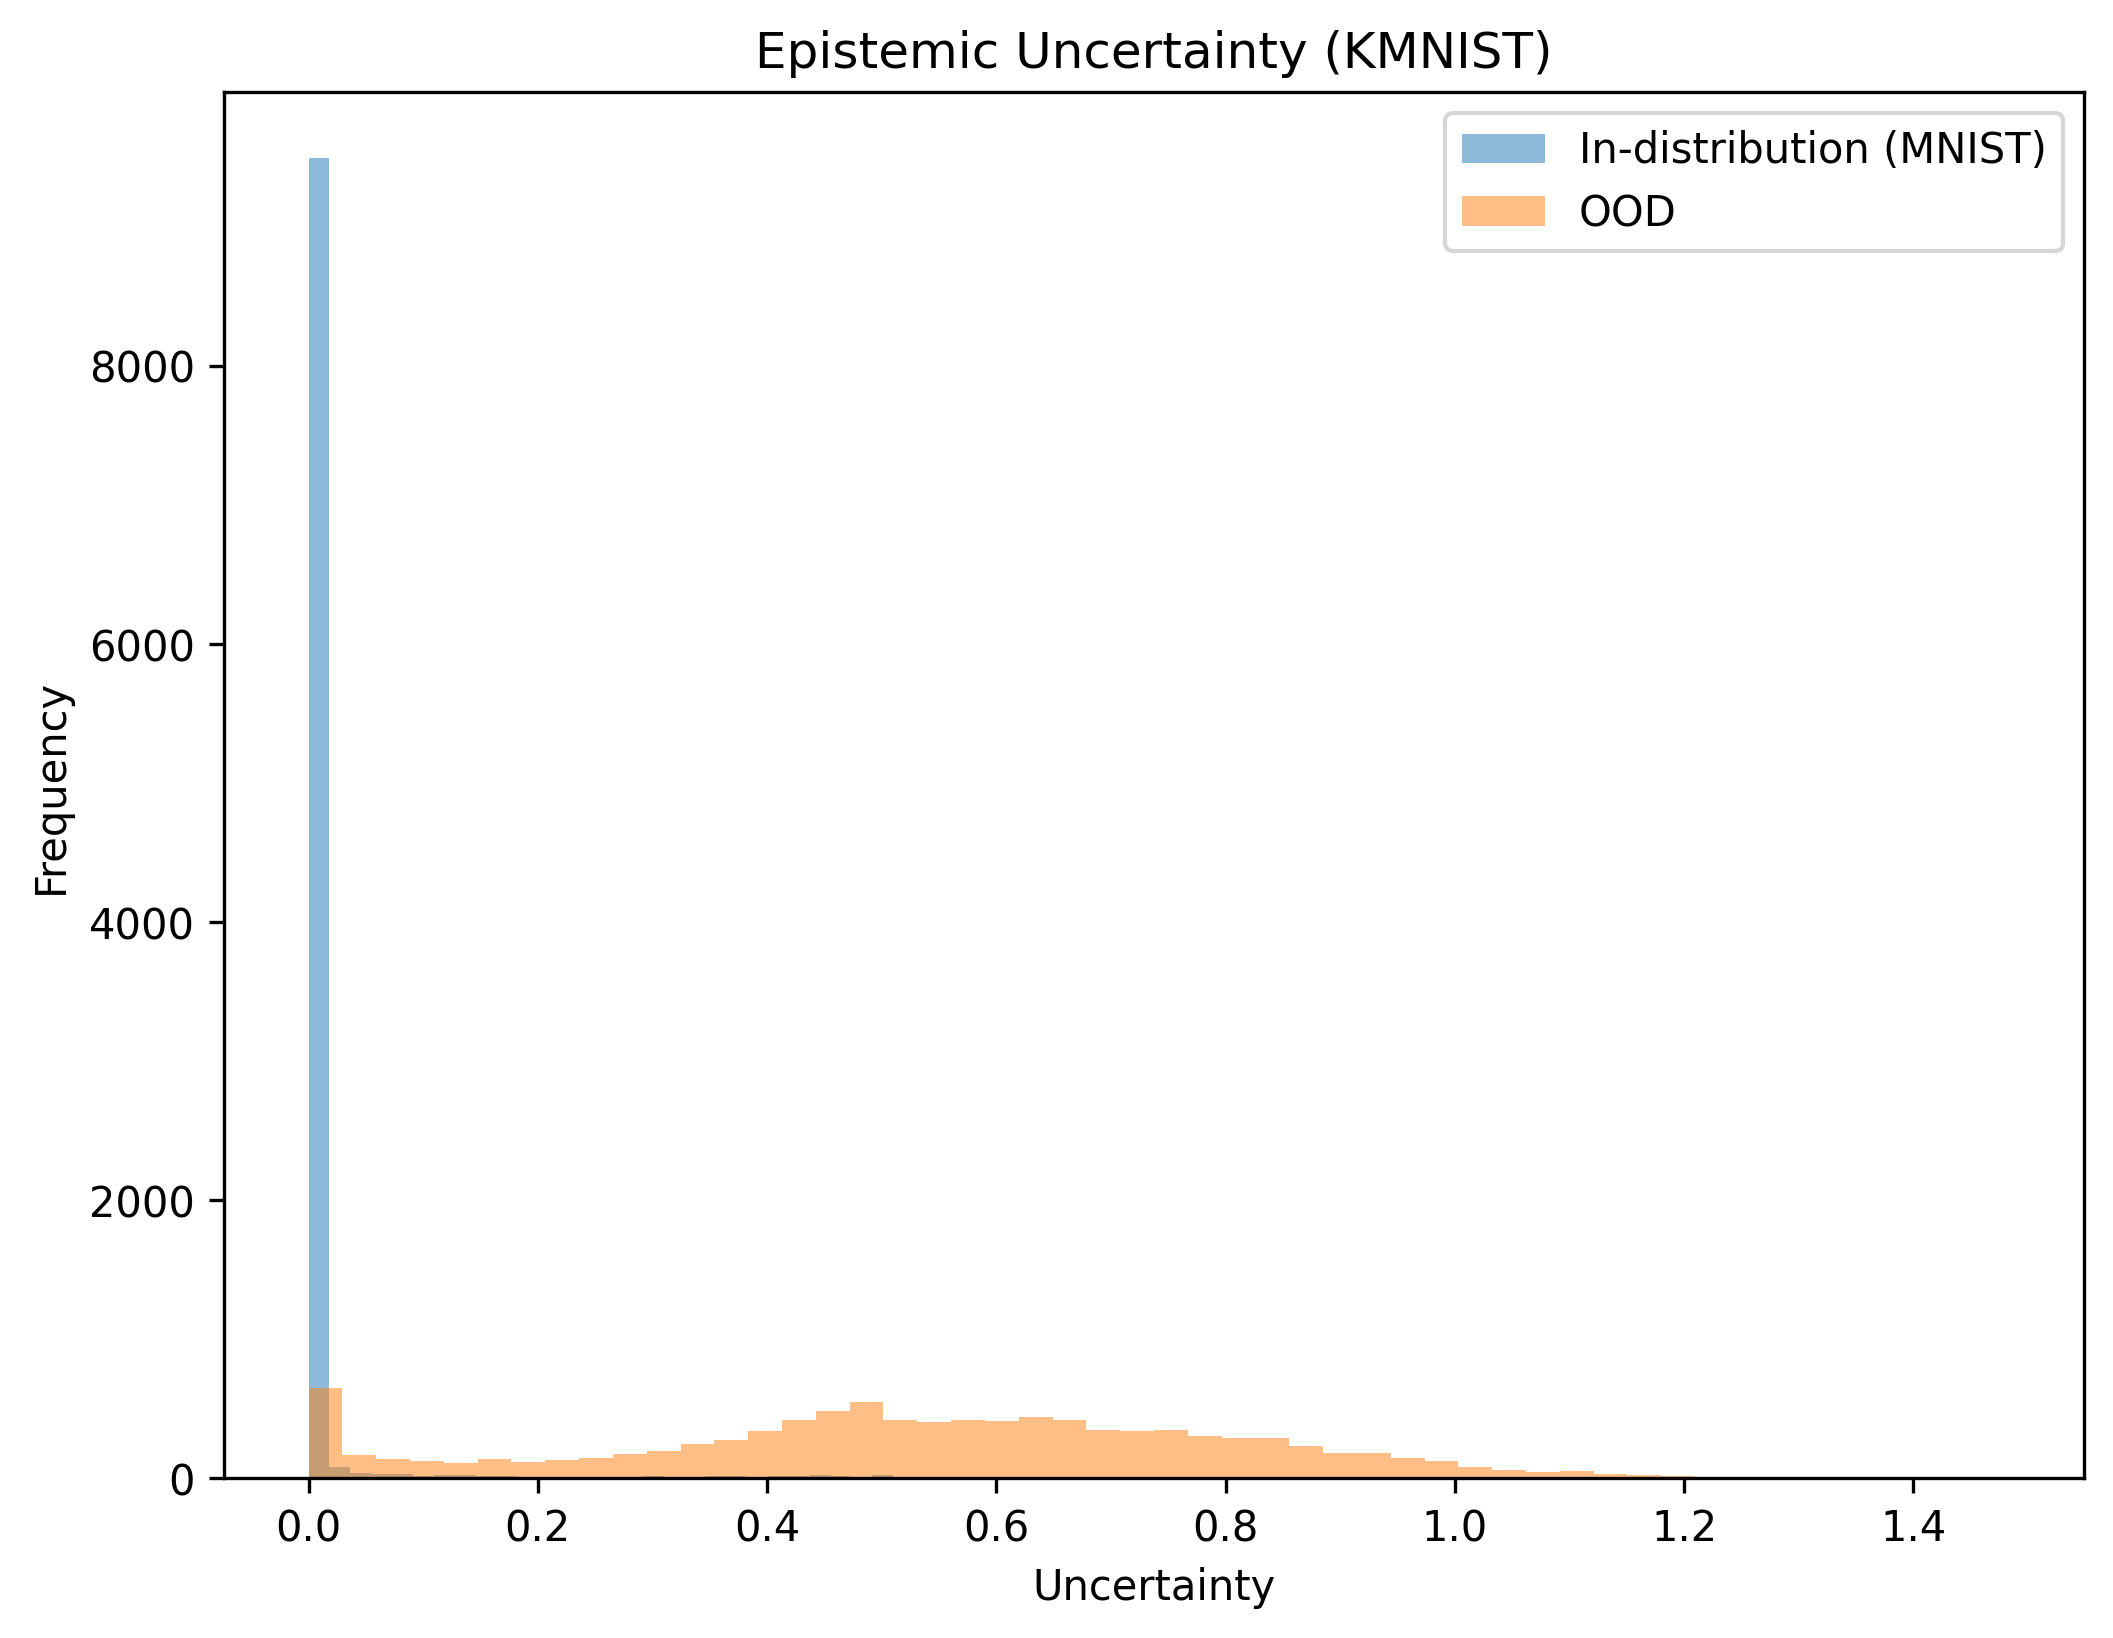 Epistemic Uncertainty (KMNIST)
In-distribution (MNIST)
OOD
8000
6000
4000
2000
0
Frequency
0.0 0.2 0.4 0.6 0.8 1.0 1.2 1.4
Uncertainty